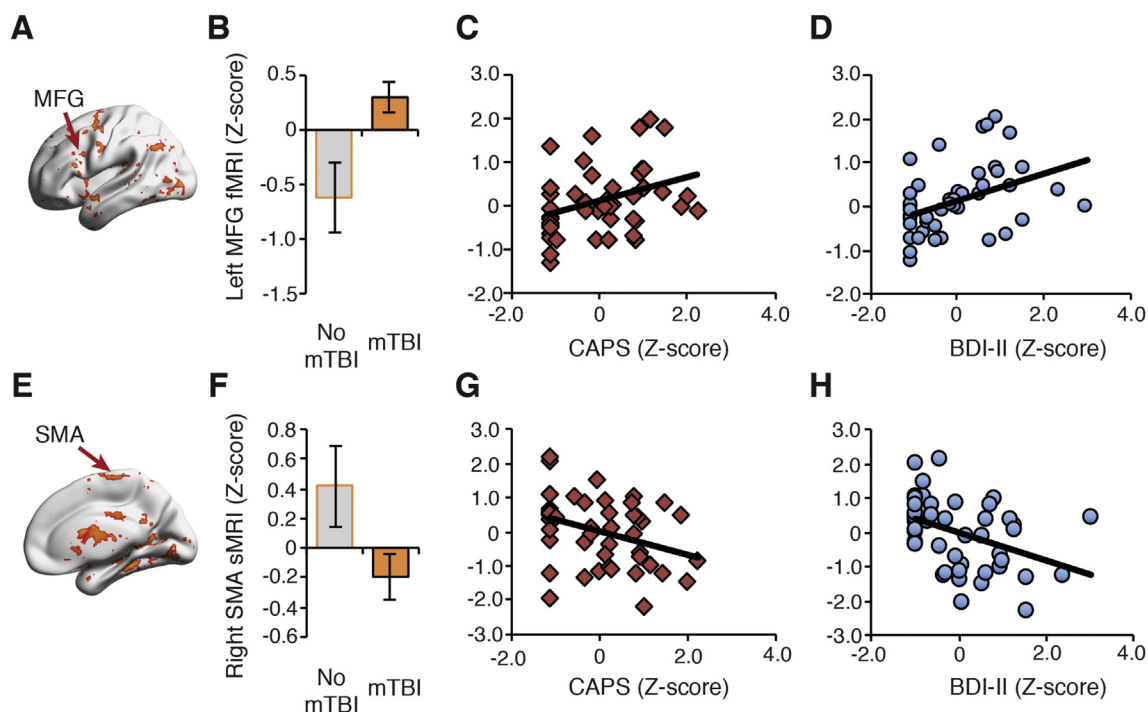 A
B
C
D
MFG
Left MFG fMRI (Z-score)
0.5
0
-0.5
-1.0
-1.5
No
mTBI
mTBI
3.0
2.0
1.0
0
-1.0
-2.0
-2.0
0
2.0
4.0
CAPS (Z-score)
3.0
2.0
1.0
0
-1.0
-2.0
-2.0
0
2.0
4.0
BDI-II (Z-score)
E
F
G
H
SMA
Right SMA sMRI (Z-score)
0.8
0.6
0.4
0.2
0
-0.2
-0.4
-0.6
No
mTBI
mTBI
3.0
2.0
1.0
0
-1.0
-2.0
-3.0
-2.0
0
2.0
4.0
CAPS (Z-score)
3.0
2.0
1.0
0
-1.0
-2.0
-3.0
-2.0
0
2.0
4.0
BDI-II (Z-score)